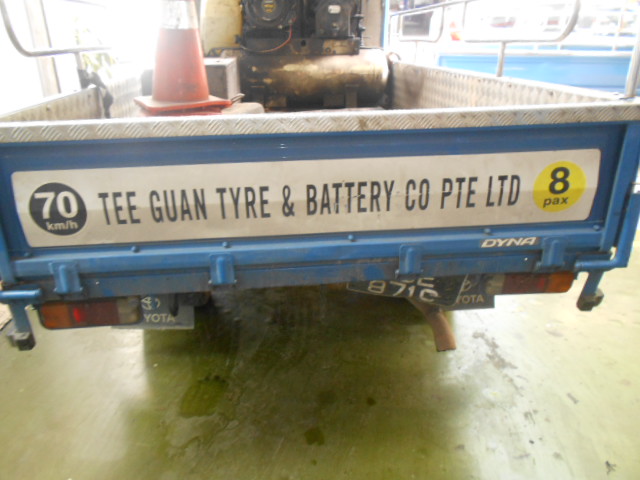 70 km/h
TEE GUAN TYRE & BATTERY CO PTE LTD
8 pax
DYNA